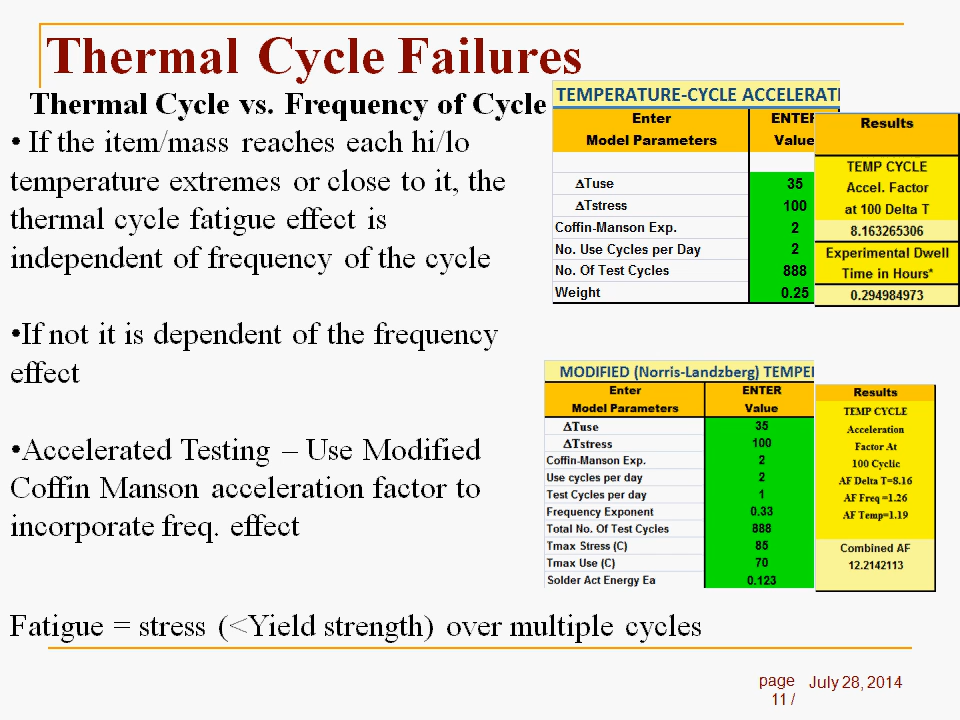 Thermal Cycle Failures
Thermal Cycle vs. Frequency of Cycle
• If the item/mass reaches each hi/lo
temperature extremes or close to it, the
thermal cycle fatigue effect is
independent of frequency of the cycle
•If not it is dependent of the frequency
effect
•Accelerated Testing – Use Modified
Coffin Manson acceleration factor to
incorporate freq. effect
Fatigue = stress (<Yield strength) over multiple cycles
TEMPERATURE-CYCLE ACCELERATI
Enter ENTER
Model Parameters Value
ΔTuse 35
ΔTstress 100
Coffin-Manson Exp. 2
No. Use Cycles per Day 2
No. Of Test Cycles 888
Weight 0.25
Results
TEMP CYCLE
Accel. Factor
at 100 Delta T
8.163265306
Experimental Dwell
Time in Hours*
0.294984973
MODIFIED (Norris-Landzberg) TEMPE
Enter ENTER
Model Parameters Value
ΔTuse 35
ΔTstress 100
Coffin-Manson Exp. 2
Use cycles per day 2
Test Cycles per day 1
Frequency Exponent 0.33
Total No. Of Test Cycles 888
Tmax Stress (C) 85
Tmax Use (C) 70
Solder Act Energy Ea 0.123
Results
TEMP CYCLE
Acceleration
Factor At
100 Cyclic
AF Delta T=8.16
AF Freq =1.26
AF Temp=1.19
Combined AF
12.2142113
page
11 /
July 28, 2014